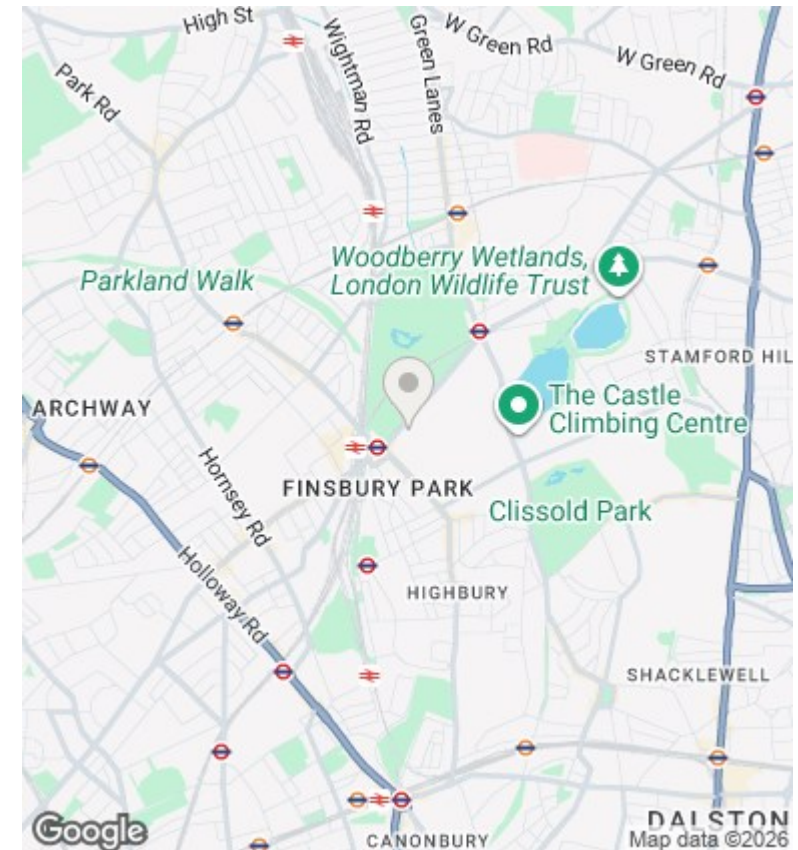 High St
Wightman Rd
Green Lanes
W Green Rd
W Green Rd
Park Rd
Woodberry Wetlands,
London Wildlife Trust
Parkland Walk
STAMFORD HIL
ARCHWAY
The Castle
Climbing Centre
Hornsey Rd
FINSBURY PARK
Clissold Park
Holloway Rd
HIGHBURY
SHACKLEWELL
DALSTON
Google
CANONBURY
Map data ©2026